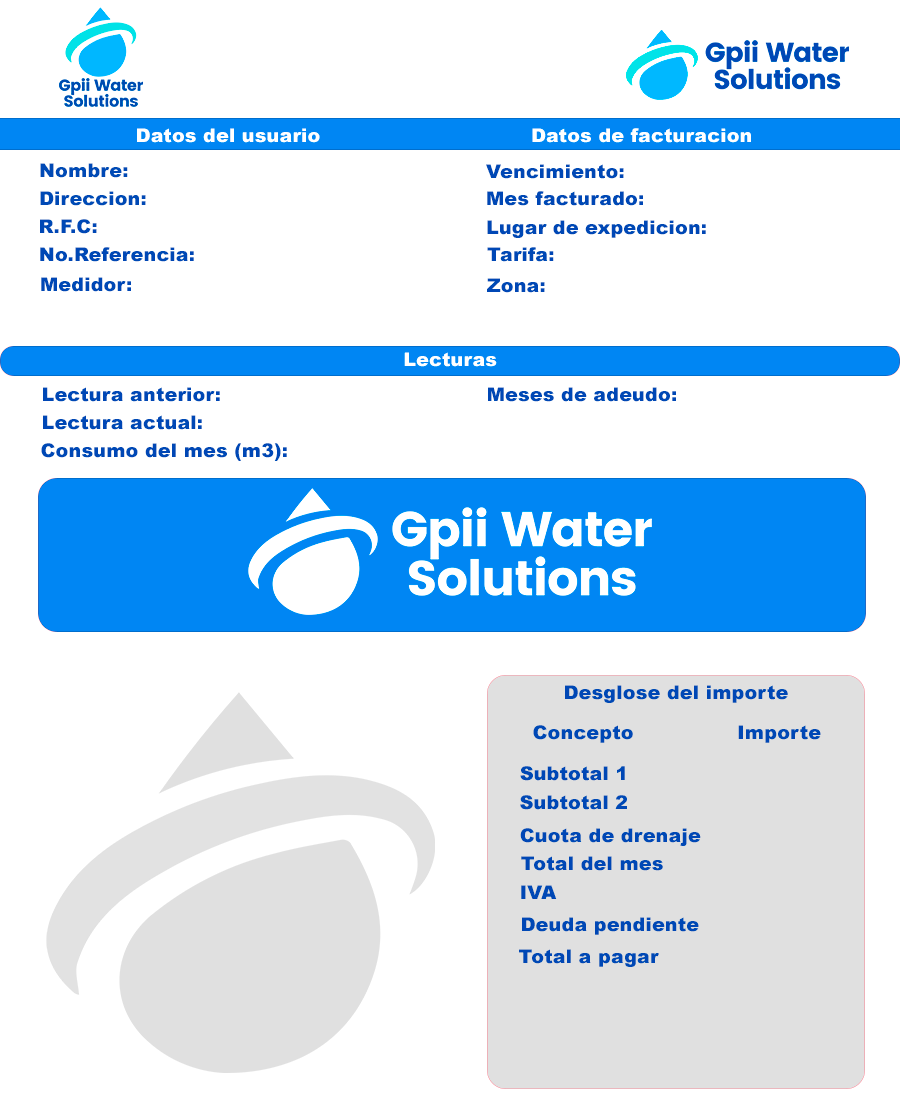 Gpii Water
Solutions
Gpii Water
Solutions
Datos del usuario
Datos de facturacion
Nombre:
Direccion:
R.F.C:
No.Referencia:
Medidor:
Vencimiento:
Mes facturado:
Lugar de expedicion:
Tarifa:
Zona:
Lecturas
Lectura anterior:
Lectura actual:
Consumo del mes (m3):
Meses de adeudo:
Gpii Water
Solutions
Desglose del importe
Concepto
Importe
Subtotal 1
Subtotal 2
Cuota de drenaje
Total del mes
IVA
Deuda pendiente
Total a pagar